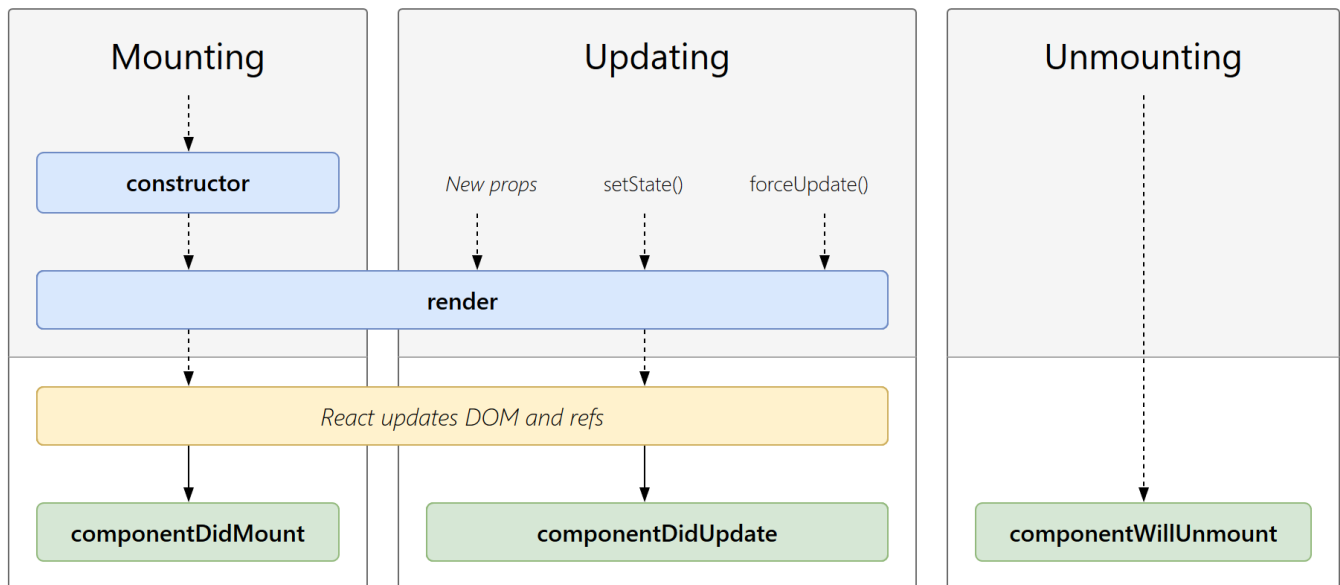 Mounting
Updating
Unmounting
constructor
New props
setState()
forceUpdate()
render
React updates DOM and refs
componentDidMount
componentDidUpdate
componentWillUnmount